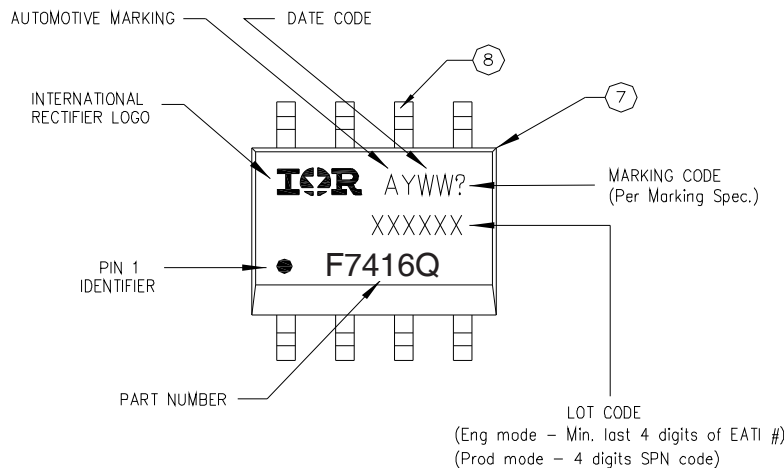 AUTOMOTIVE MARKING
DATE CODE
8
7
INTERNATIONAL
RECTIFIER LOGO
IOR
AYWW?
MARKING CODE
(Per Marking Spec.)
XXXXXX
PIN 1
IDENTIFIER
F7416Q
PART NUMBER
LOT CODE
(Eng mode – Min. last 4 digits of EATI #)
(Prod mode – 4 digits SPN code)